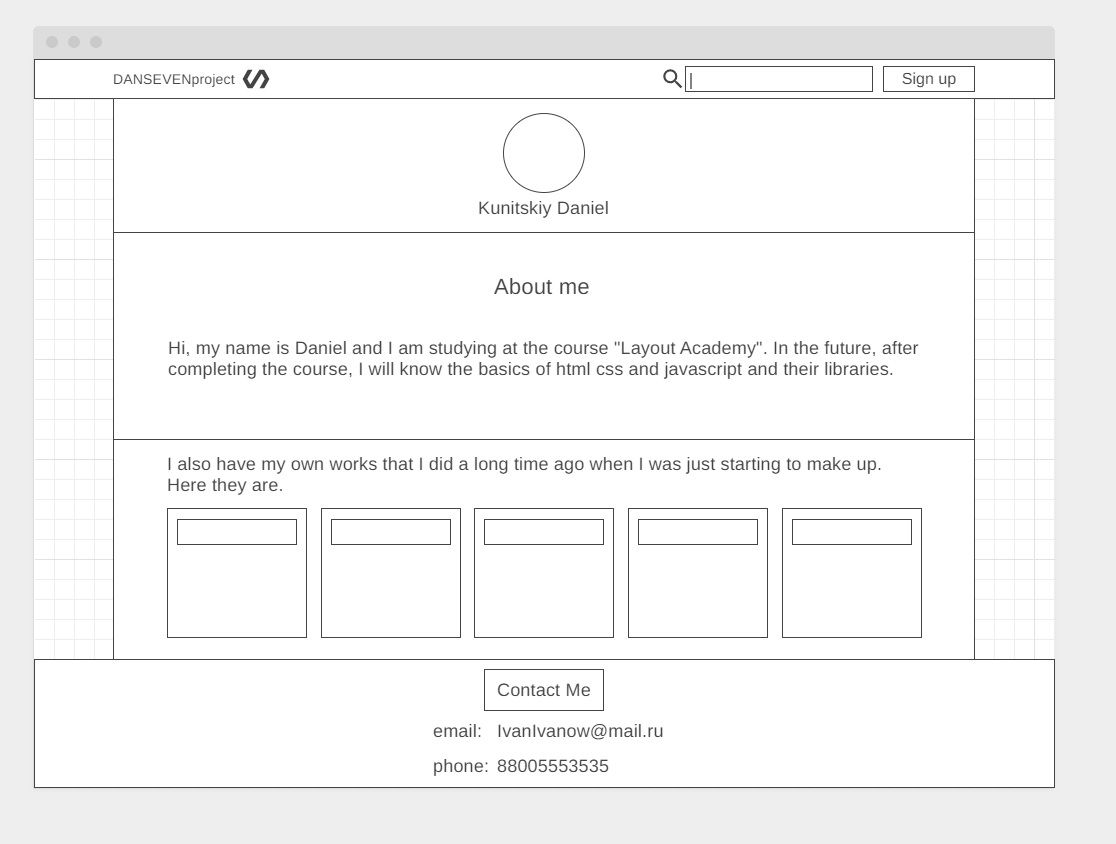 DANSEVENproject
Sign up
Kunitskiy Daniel
About me
Hi, my name is Daniel and I am studying at the course "Layout Academy". In the future, after
completing the course, I will know the basics of html css and javascript and their libraries.
I also have my own works that I did a long time ago when I was just starting to make up.
Here they are.
Contact Me
email: IvanIvanow@mail.ru
phone: 88005553535